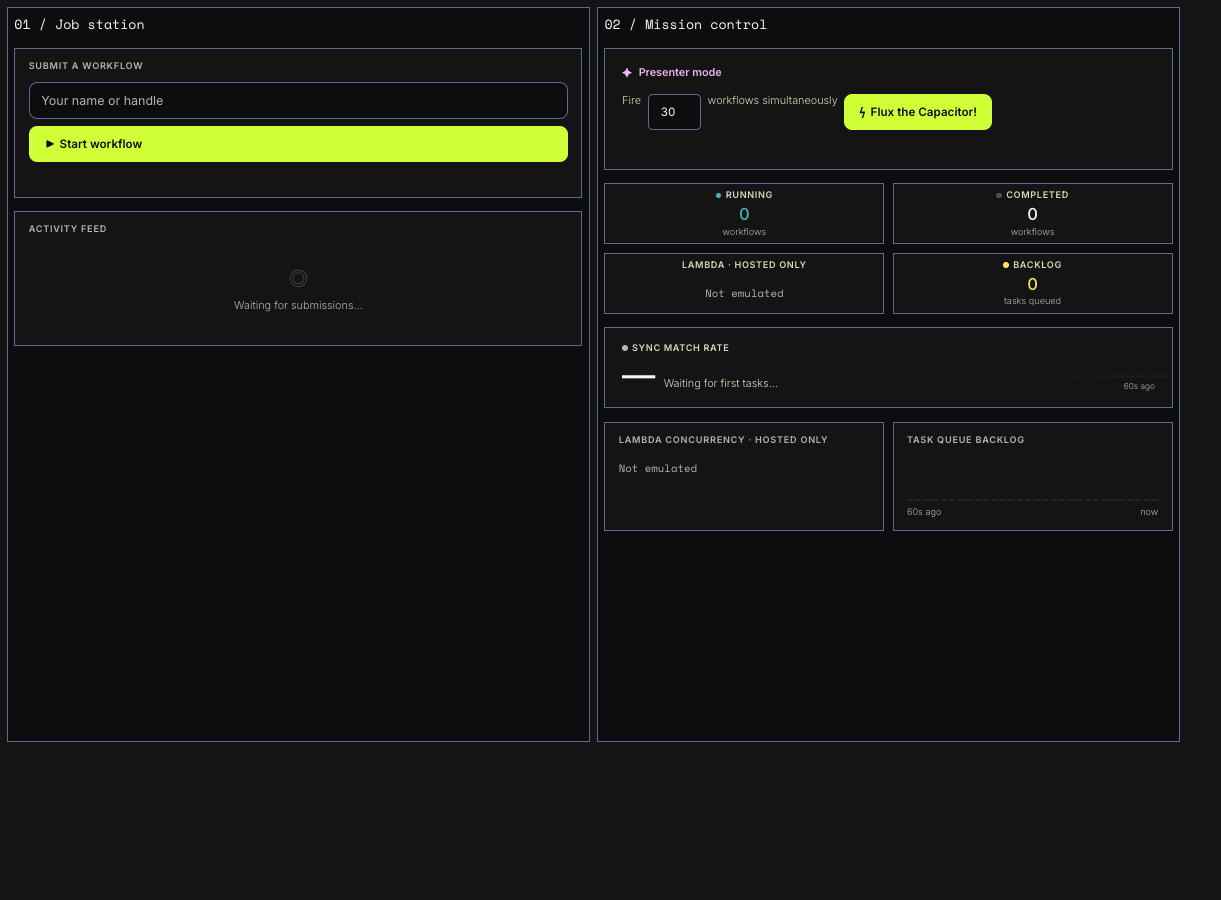 01 / Job station
SUBMIT A WORKFLOW
Your name or handle
▶ Start workflow
ACTIVITY FEED
Waiting for submissions...
02 / Mission control
Presenter mode
Fire 30 workflows simultaneously
Flux the Capacitor!
RUNNING
0
workflows
COMPLETED
0
workflows
LAMBDA · HOSTED ONLY
Not emulated
BACKLOG
0
tasks queued
SYNC MATCH RATE
— Waiting for first tasks...
60s ago
LAMBDA CONCURRENCY · HOSTED ONLY
Not emulated
TASK QUEUE BACKLOG
60s ago now